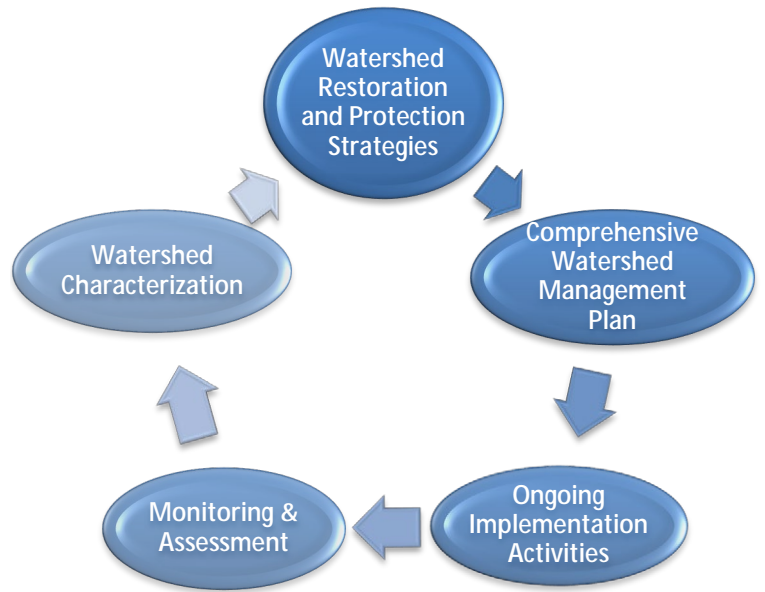 Watershed
Restoration
and Protection
Strategies
Comprehensive
Watershed
Management
Plan
Ongoing
Implementation
Activities
Monitoring &
Assessment
Watershed
Characterization